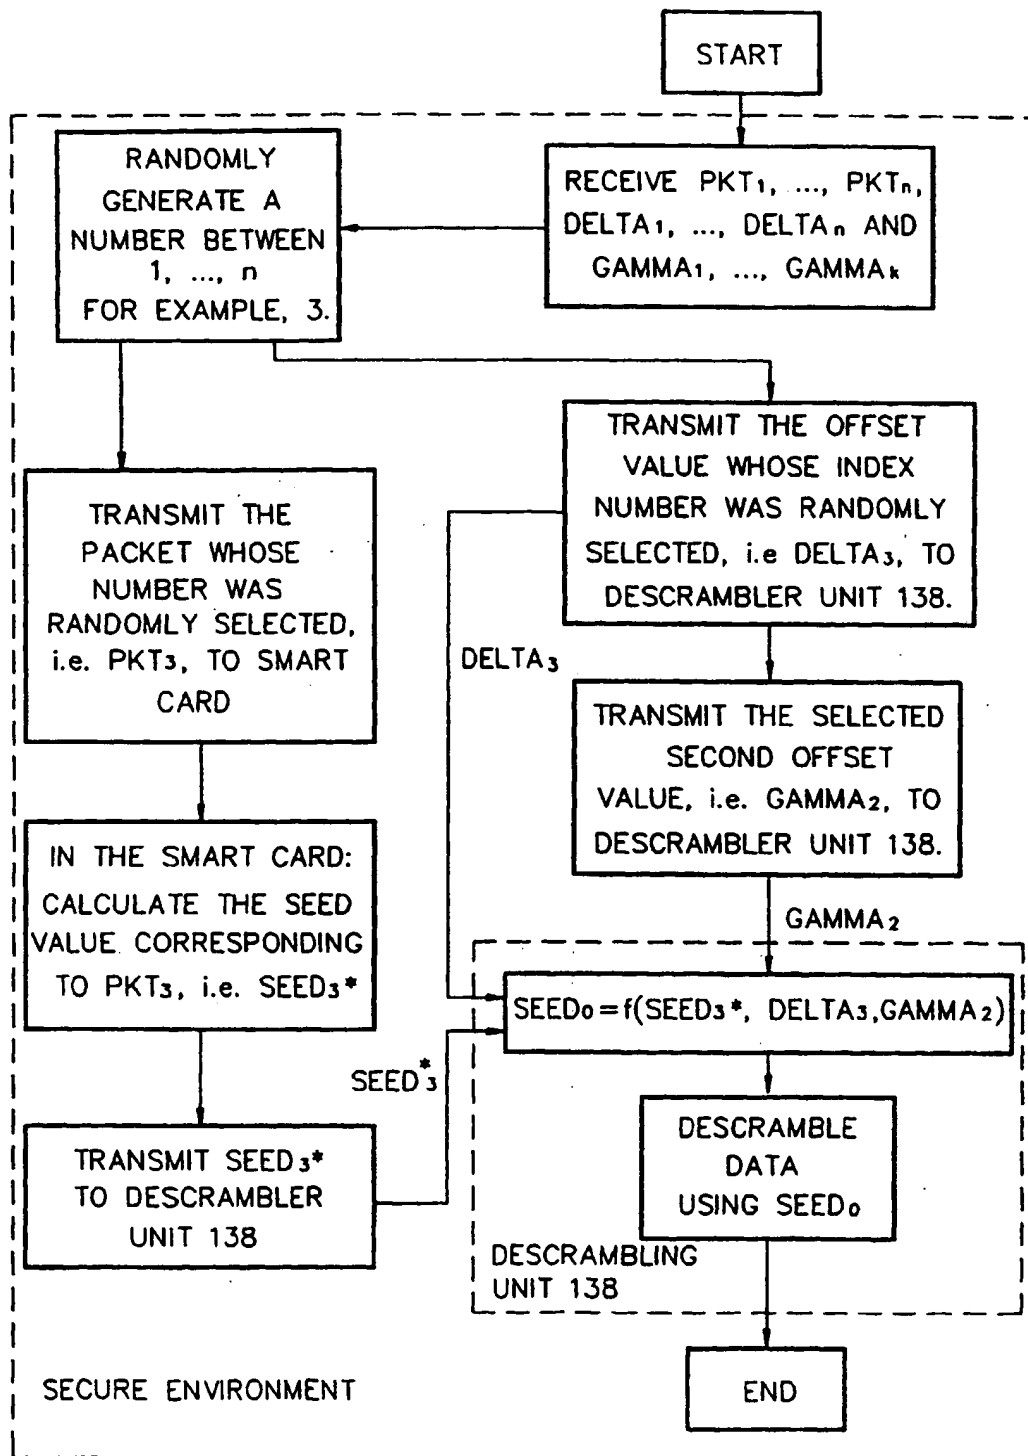 START
RECEIVE PKT₁, ..., PKTₙ,
DELTA₁, ..., DELTAₙ AND
GAMMA₁, ..., GAMMAₖ
RANDOMLY
GENERATE A
NUMBER BETWEEN
1, ..., n
FOR EXAMPLE, 3.
TRANSMIT THE OFFSET
VALUE WHOSE INDEX
NUMBER WAS RANDOMLY
SELECTED, i.e DELTA₃, TO
DESCRAMBLER UNIT 138.
TRANSMIT THE
PACKET WHOSE
NUMBER WAS
RANDOMLY SELECTED,
i.e. PKT₃, TO SMART
CARD
DELTA₃
TRANSMIT THE SELECTED
SECOND OFFSET
VALUE, i.e. GAMMA₂, TO
DESCRAMBLER UNIT 138.
IN THE SMART CARD:
CALCULATE THE SEED
VALUE CORRESPONDING
TO PKT₃, i.e. SEED₃*
GAMMA₂
SEED₀=f(SEED₃*, DELTA₃,GAMMA₂)
SEED₃*
DESCRAMBLE
DATA
USING SEED₀
TRANSMIT SEED₃*
TO DESCRAMBLER
UNIT 138
DESCRAMBLING
UNIT 138
END
SECURE ENVIRONMENT